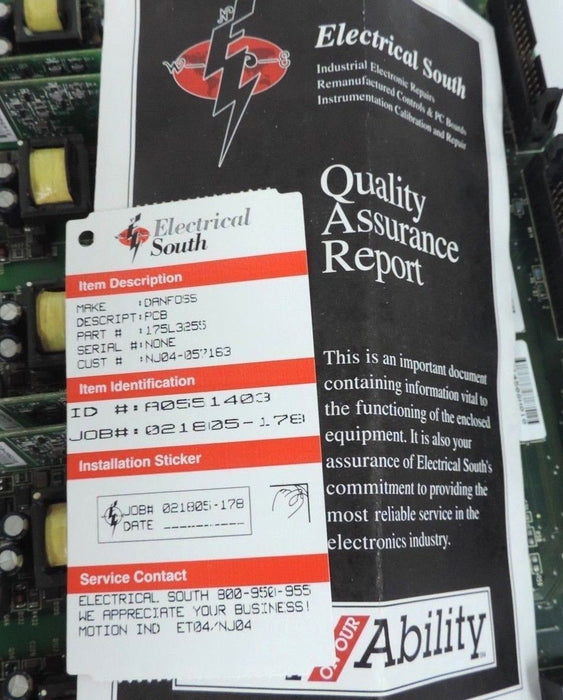 N
W
S
Electrical South
Industrial Electronic Repairs
Remanufactured Controls & PC Boards
Instrumentation Calibration and Repair
Quality
Assurance
Report
Electrical
South
Item Description
MAKE : DANFOSS
DESCRIPT: PCB
PART # : 175L3255
SERIAL #: NONE
CUST # : NJ04-05
Item Identification
ID #: A0551403
JOB#: 021805-178
Installation Sticker
JOB# 021805-178
DATE ___________
Service Contact
ELECTRICAL SOUTH 800-950-955
WE APPRECIATE YOUR BUSINESS!
MOTION IND ET04/NJ04
This is an important document
containing information vital to
the functioning of the enclosed
equipment. It is also your
assurance of Electrical South's
commitment to providing the
most reliable service in the
electronics industry.
OUR
Ability